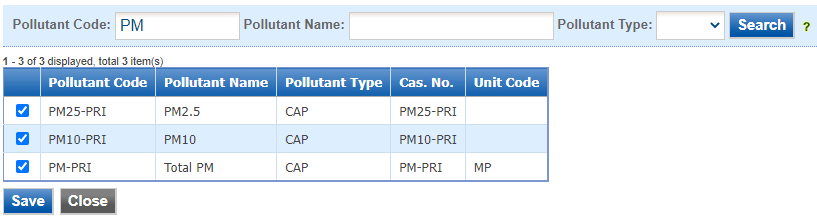 Pollutant Code: PM Pollutant Name: Pollutant Type: Search ?
1 - 3 of 3 displayed, total 3 item(s)
Pollutant Code Pollutant Name Pollutant Type Cas. No. Unit Code
PM25-PRI PM2.5 CAP PM25-PRI
PM10-PRI PM10 CAP PM10-PRI
PM-PRI Total PM CAP PM-PRI MP
Save Close